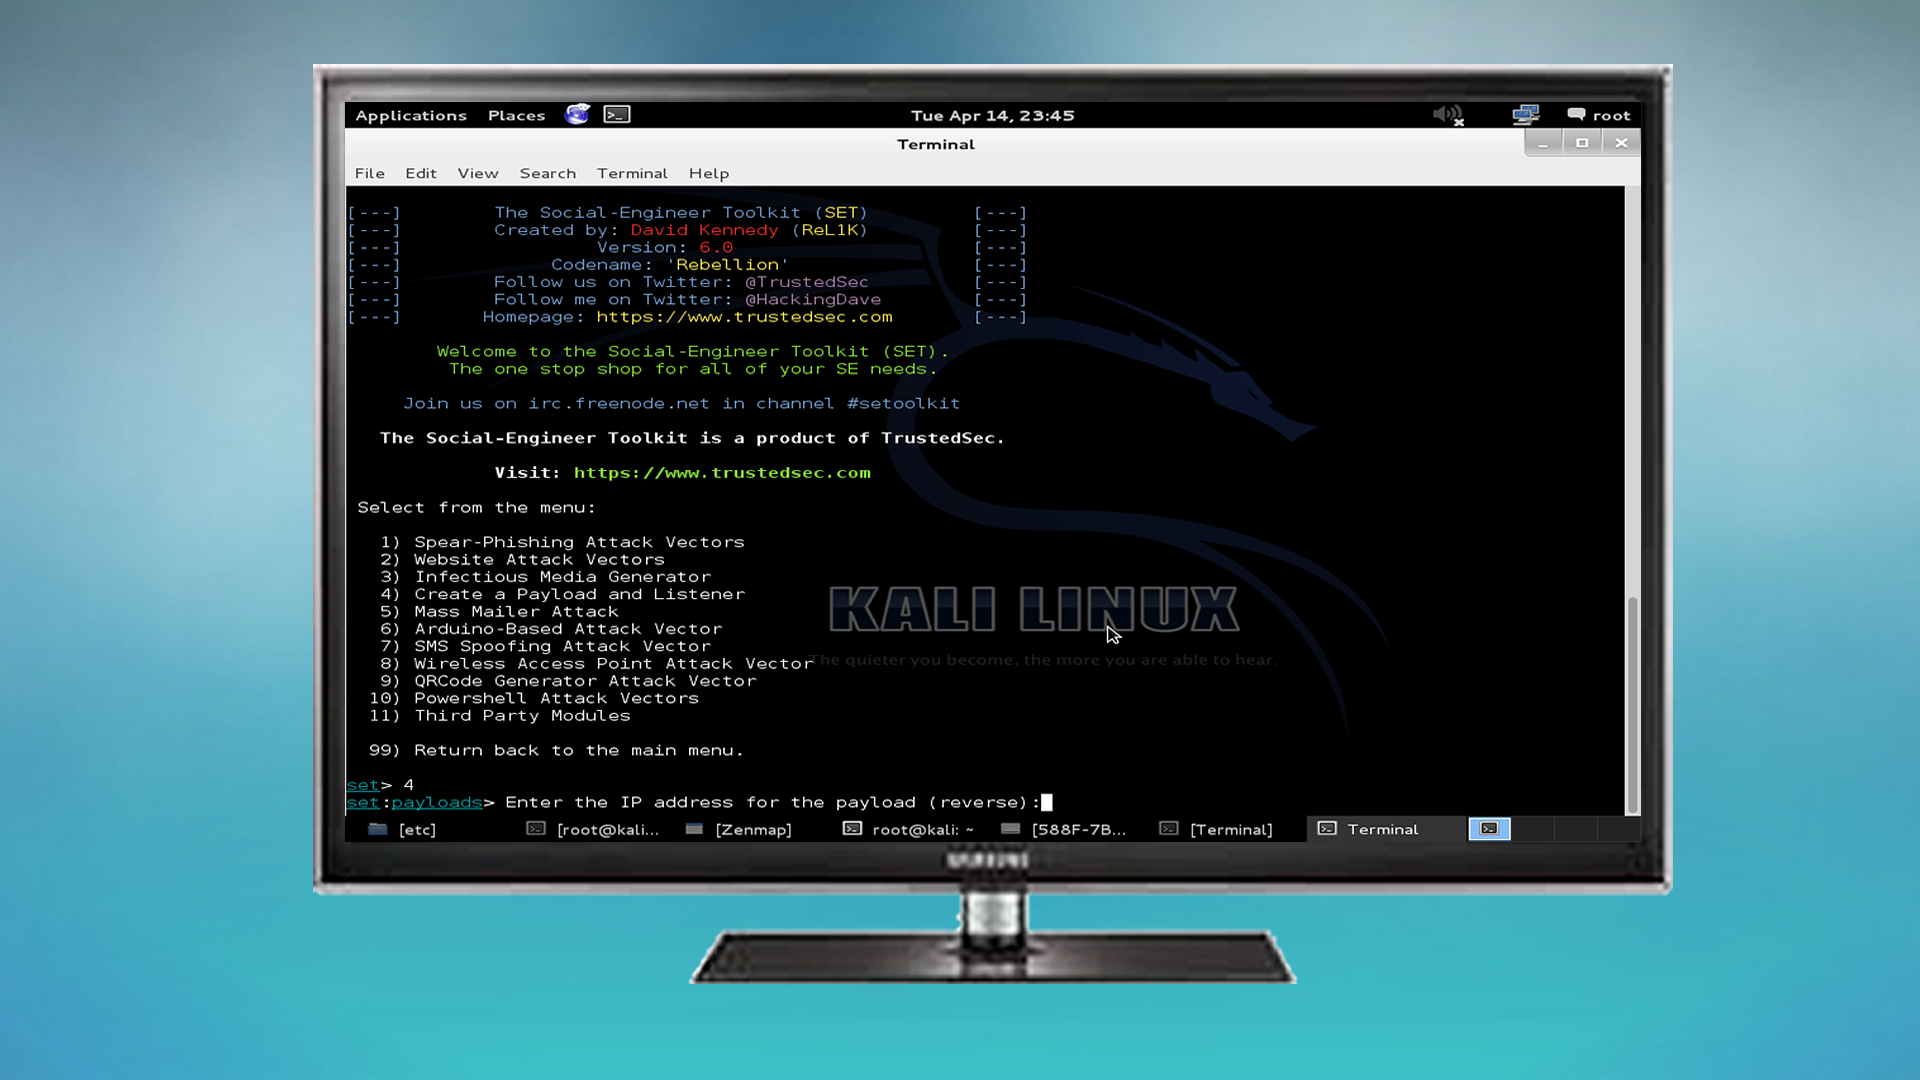 Applications Places Tue Apr 14, 23:45 root
Terminal
File Edit View Search Terminal Help
[---] The Social-Engineer Toolkit (SET) [---]
[---] Created by: David Kennedy (ReL1K) [---]
[---] Version: 6.0 [---]
[---] Codename: 'Rebellion' [---]
[---] Follow us on Twitter: @TrustedSec [---]
[---] Follow me on Twitter: @HackingDave [---]
[---] Homepage: https://www.trustedsec.com [---]
Welcome to the Social-Engineer Toolkit (SET).
The one stop shop for all of your SE needs.
Join us on irc.freenode.net in channel #setoolkit
The Social-Engineer Toolkit is a product of TrustedSec.
Visit: https://www.trustedsec.com
Select from the menu:
1) Spear-Phishing Attack Vectors
2) Website Attack Vectors
3) Infectious Media Generator
4) Create a Payload and Listener
5) Mass Mailer Attack
6) Arduino-Based Attack Vector
7) SMS Spoofing Attack Vector
8) Wireless Access Point Attack Vector
9) QRCode Generator Attack Vector
10) Powershell Attack Vectors
11) Third Party Modules
99) Return back to the main menu.
KALI LINUX
The quieter you become, the more you are able to hear.
set> 4
set:payloads> Enter the IP address for the payload (reverse):
[etc] [root@kali... [Zenmap] root@kali: ~ [588F-7B... [Terminal] Terminal
SAMSUNG